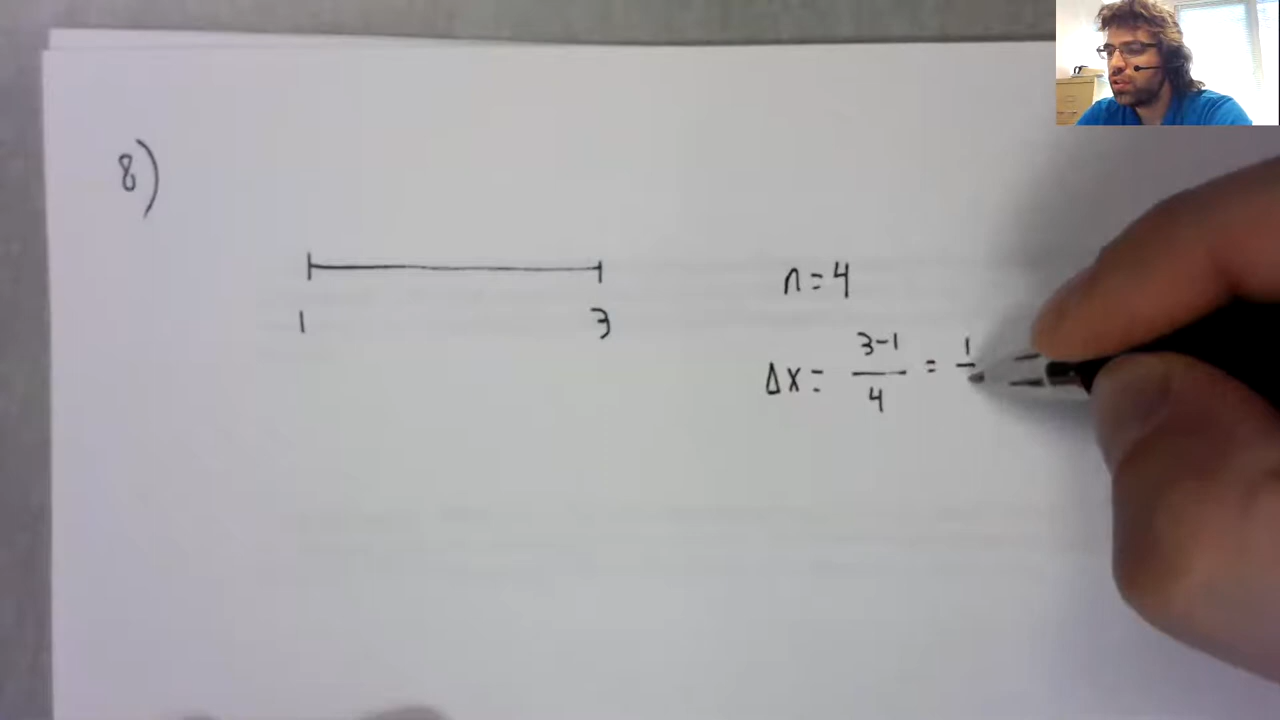 8)
1 3
n=4
Δx = 3-1/4 = 1/